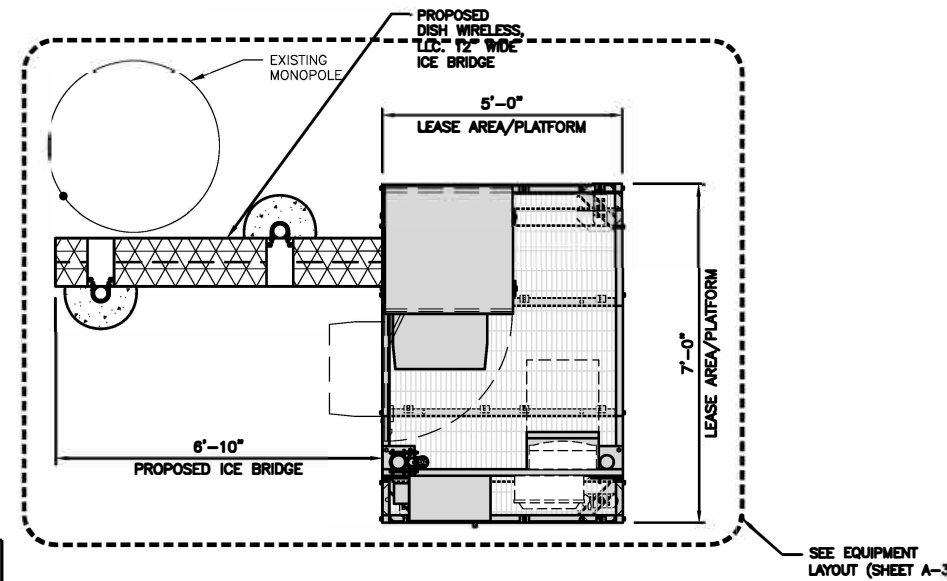 PROPOSED
DISH WIRELESS,
LLC. 12" WIDE
ICE BRIDGE
EXISTING
MONOPOLE
5'-0"
LEASE AREA/PLATFORM
7'-0"
LEASE AREA/PLATFORM
6'-10"
PROPOSED ICE BRIDGE
SEE EQUIPMENT
LAYOUT (SHEET A-3